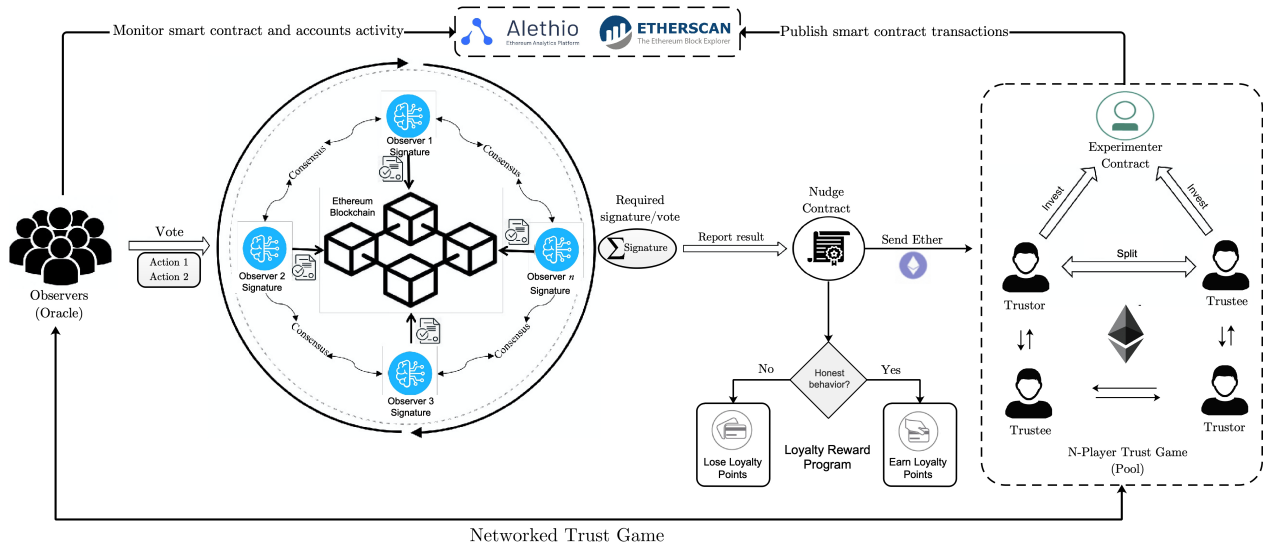 Monitor smart contract and accounts activity
Alethio
Ethereum Analytics Platform
ETHERSCAN
The Ethereum Block Explorer
Publish smart contract transactions
Observer 1
Signature
Consensus
Consensus
Ethereum
Blockchain
Observer 2
Signature
Observer n
Signature
Consensus
Consensus
Observer 3
Signature
Observers
(Oracle)
Vote
Action 1
Action 2
Required
signature/vote
∑Signature
Report result
Nudge
Contract
Send Ether
Honest
behavior?
No
Yes
Lose Loyalty
Points
Loyalty Reward
Program
Earn Loyalty
Points
Experimenter
Contract
Invest
Invest
Split
Trustor
Trustee
Trustee
Trustor
N-Player Trust Game
(Pool)
Networked Trust Game